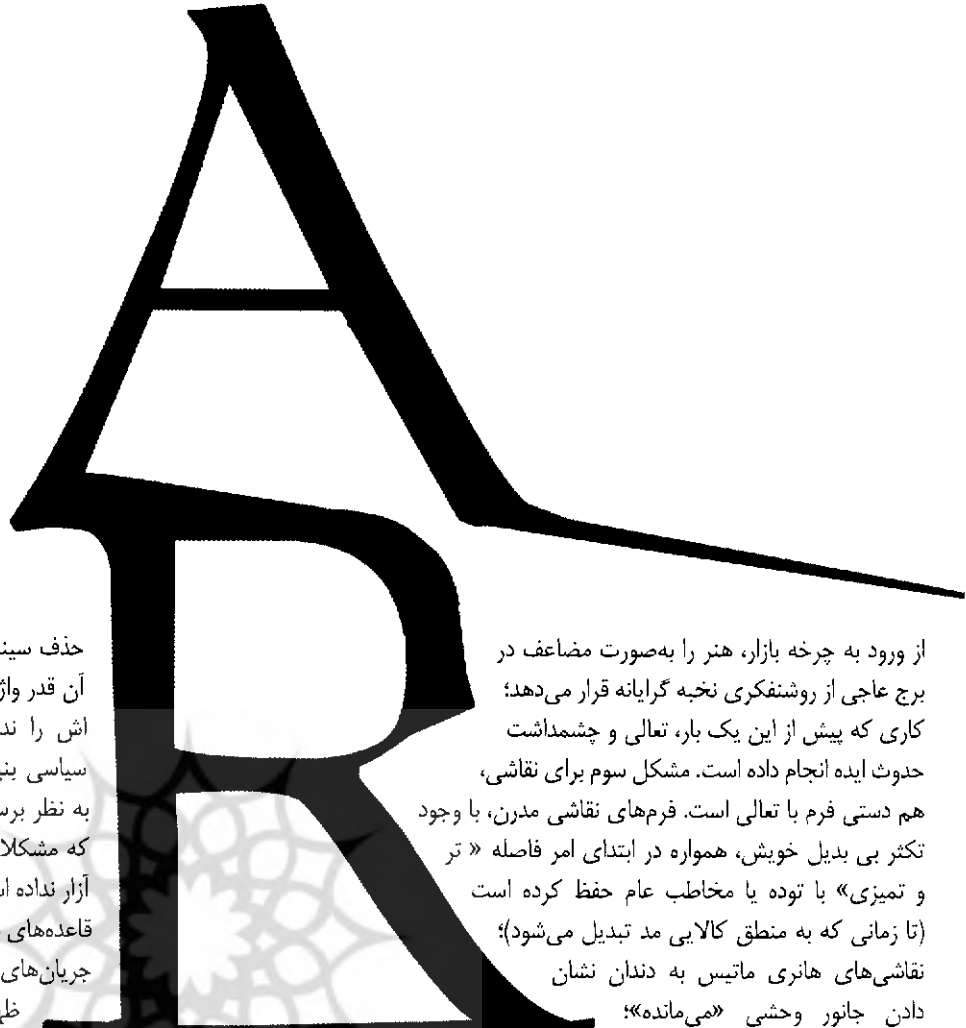 AR
از ورود به چرخه بازار، هنر را به‌صورت مضاعف در
برج عاجی از روشنفکری نخبه گرایانه قرار می‌دهد؛
کاری که پیش از این یک بار، تعالی و چشمداشت
حدوث ایده انجام داده است. مشکل سوم برای نقاشی،
هم دستی فرم با تعالی است. فرم‌های نقاشی مدرن، با وجود
تکثر بی بدیل خویش، همواره در ابتدای امر فاصله « تر
و تمیزی» با توده یا مخاطب عام حفظ کرده است
(تا زمانی که به منطق کالایی مد تبدیل می‌شود)؛
نقاشی‌های هانری ماتیس به دندان نشان
دادن جانور وحشی «می‌مانده»؛
حذف سین
آن قدر واژ
اش را ند
سیاسی بنی
به نظر برس
که مشکلا
آزار نداده ا
قاعده‌های
جریان‌های